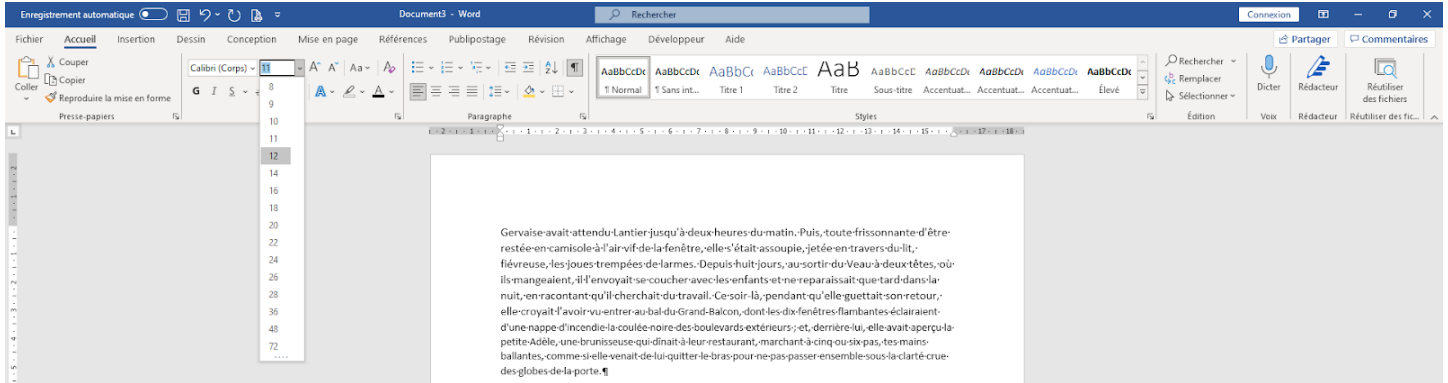 Enregistrement automatique
Document3 - Word
Rechercher
Connexion
Fichier Accueil Insertion Dessin Conception Mise en page Références Publipostage Révision Affichage Développeur Aide
Partager Commentaires
Coller
Couper
Copier
Reproduire la mise en forme
Presse-papiers
Calibri (Corps) 11
G I S
8
9
10
11
12
14
16
18
20
22
24
26
28
36
48
72
Paragraphe
AaBbCcDc AaBbCcDc AaBbCc AaBbCcE AaB AaBbCcE AaBbCcDc AaBbCcDc AaBbCcDc AaBbCcDc
¶ Normal ¶ Sans int... Titre 1 Titre 2 Titre Sous-titre Accentuat... Accentuat... Accentuat... Élevé
Styles
Rechercher
Remplacer
Sélectionner
Édition
Dicter
Voix
Rédacteur
Rédacteur
Réutiliser
des fichiers
Réutiliser des fic...
Gervaise·avait·attendu·Lantier·jusqu'à·deux·heures·du·matin.·Puis,·toute·frissonnante·d'être·
restée·en·camisole·à·l'air·vif·de·la·fenêtre,·elle·s'était·assoupie,·jetée·en·travers·du·lit,·
fiévreuse,·les·joues·trempées·de·larmes.·Depuis·huit·jours,·au·sortir·du·Veau·à·deux·têtes,·où·
ils·mangeaient,·il·l'envoyait·se·coucher·avec·les·enfants·et·ne·reparaissait·que·tard·dans·la·
nuit,·en·racontant·qu'il·cherchait·du·travail.·Ce·soir-là,·pendant·qu'elle·guettait·son·retour,·
elle·croyait·l'avoir·vu·entrer·au·bal·du·Grand-Balcon,·dont·les·dix·fenêtres·flambantes·éclairaient·
d'une·nappe·d'incendie·la·coulée·noire·des·boulevards·extérieurs·;·et,·derrière·lui,·elle·avait·aperçu·la·
petite·Adèle,·une·brunisseuse·qui·dînait·à·leur·restaurant,·marchant·à·cinq·ou·six·pas,·tes·mains·
ballantes,·comme·si·elle·venait·de·lui·quitter·le·bras·pour·ne·pas·passer·ensemble·sous·la·clarté·crue·
des·globes·de·la·porte.¶